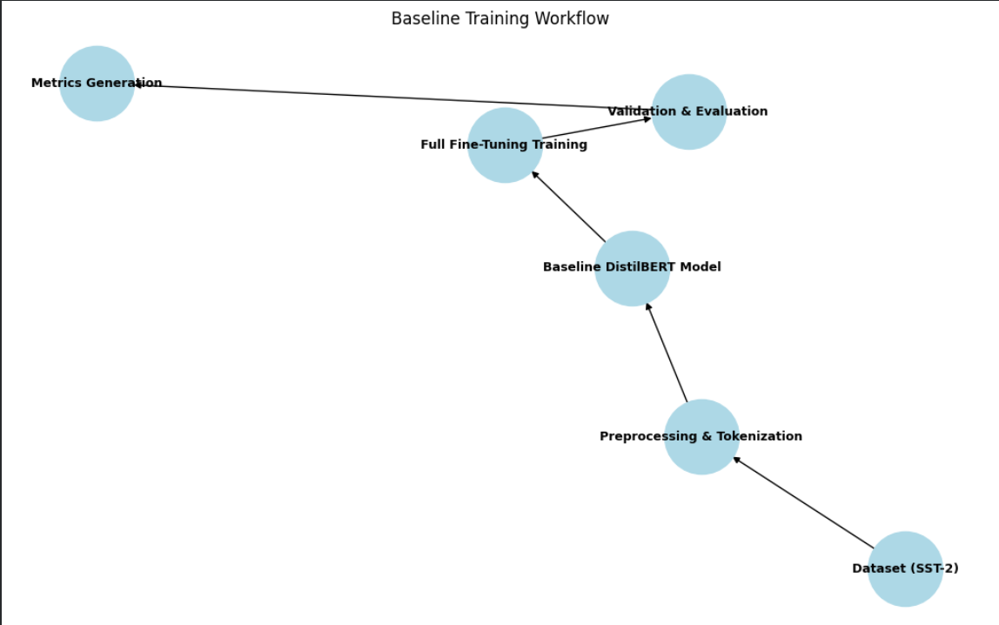 Baseline Training Workflow
Metrics Generation
Validation & Evaluation
Full Fine-Tuning Training
Baseline DistilBERT Model
Preprocessing & Tokenization
Dataset (SST-2)